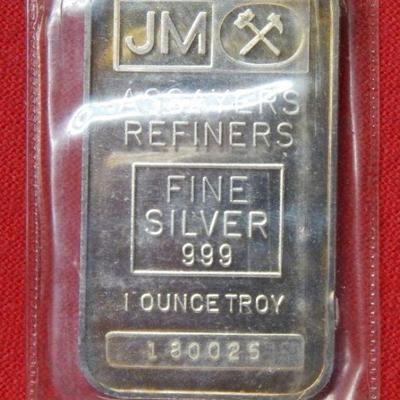 JM
ASSAYERS
REFINERS
FINE
SILVER
999
1 OUNCE TROY
180025